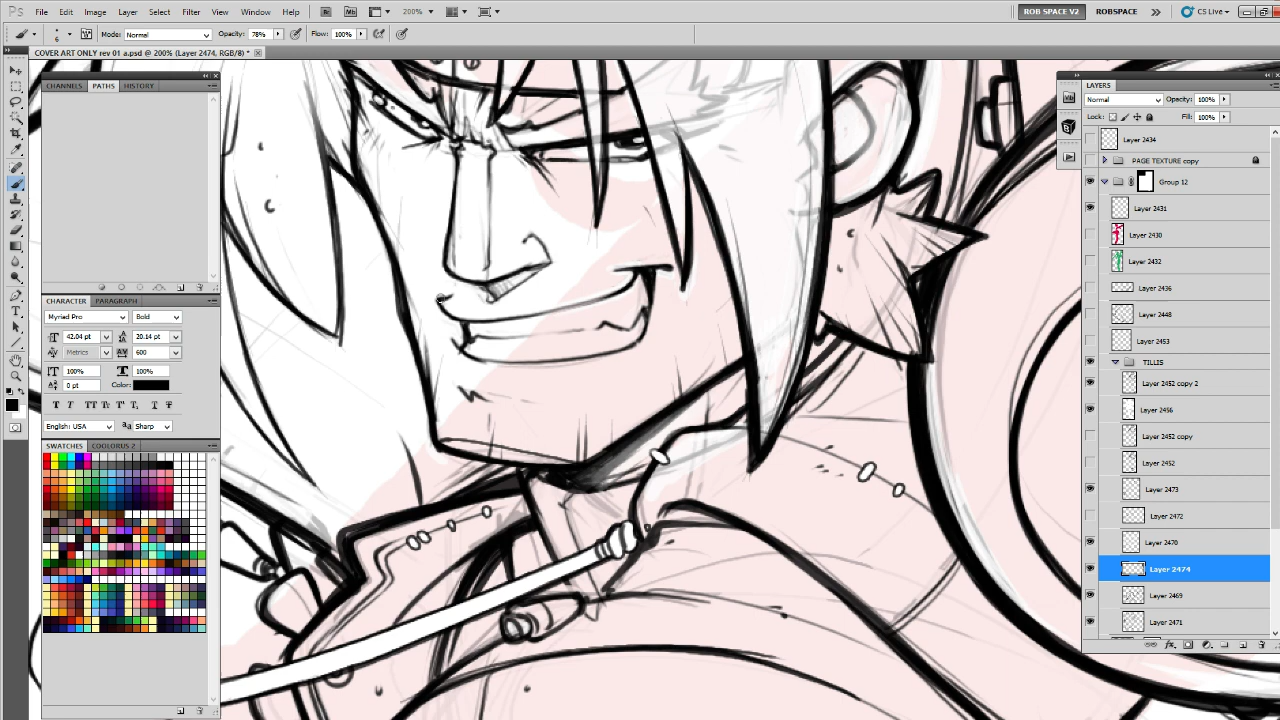 Ps File Edit Image Layer Select Filter View Window Help Br Mb 200% ROB SPACE V2 ROBSPACE CS Live
6 Mode: Normal Opacity: 78% Flow: 100%
COVER ART ONLY rev 01 a.psd @ 200% (Layer 2474, RGB/8) *
CHANNELS PATHS HISTORY
CHARACTER PARAGRAPH
Myriad Pro Bold
42.04 pt 20.14 pt
Metrics 600
100% 100%
0 pt Color:
English: USA Sharp
SWATCHES COOLORUS 2
LAYERS
Normal Opacity: 100%
Lock: Fill: 100%
Layer 2434
PAGE TEXTURE copy
Group 12
Layer 2431
Layer 2430
Layer 2432
Layer 2436
Layer 2448
Layer 2453
TILLIS
Layer 2452 copy 2
Layer 2456
Layer 2452 copy
Layer 2452
Layer 2473
Layer 2472
Layer 2470
Layer 2474
Layer 2469
Layer 2471